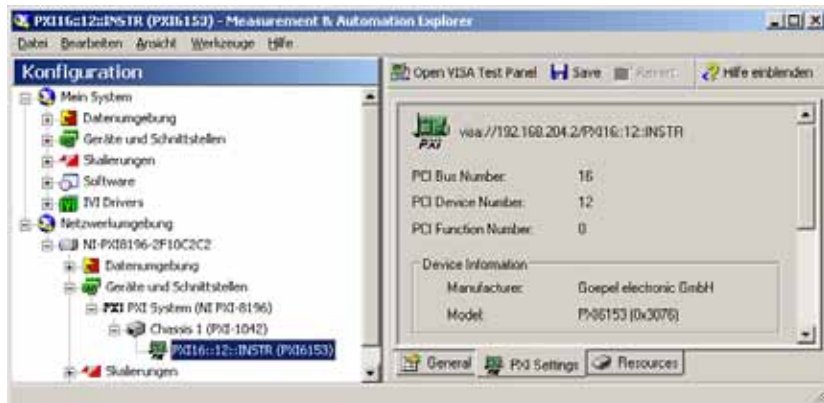 PXI16::12::INSTR (PXI6153) - Measurement & Automation Explorer
Datei Bearbeiten Ansicht Werkzeuge Hilfe
Konfiguration
Mein System
Datenumgebung
Geräte und Schnittstellen
Skalierungen
Software
IVI Drivers
Netzwerkumgebung
NI-PXI8196-2F10C2C2
Datenumgebung
Geräte und Schnittstellen
PXI PXI System (NI PXI-8196)
Chassis 1 (PXI-1042)
PXI16::12::INSTR (PXI6153)
Skalierungen
Open VISA Test Panel Save Revert Hilfe einblenden
PXI
visa://192.168.204.2/PXI16::12::INSTR
PCI Bus Number: 16
PCI Device Number: 12
PCI Function Number: 0
Device Information
Manufacturer: Goepel electronic GmbH
Model: PXI6153 (0x3076)
General PXI Settings Resources